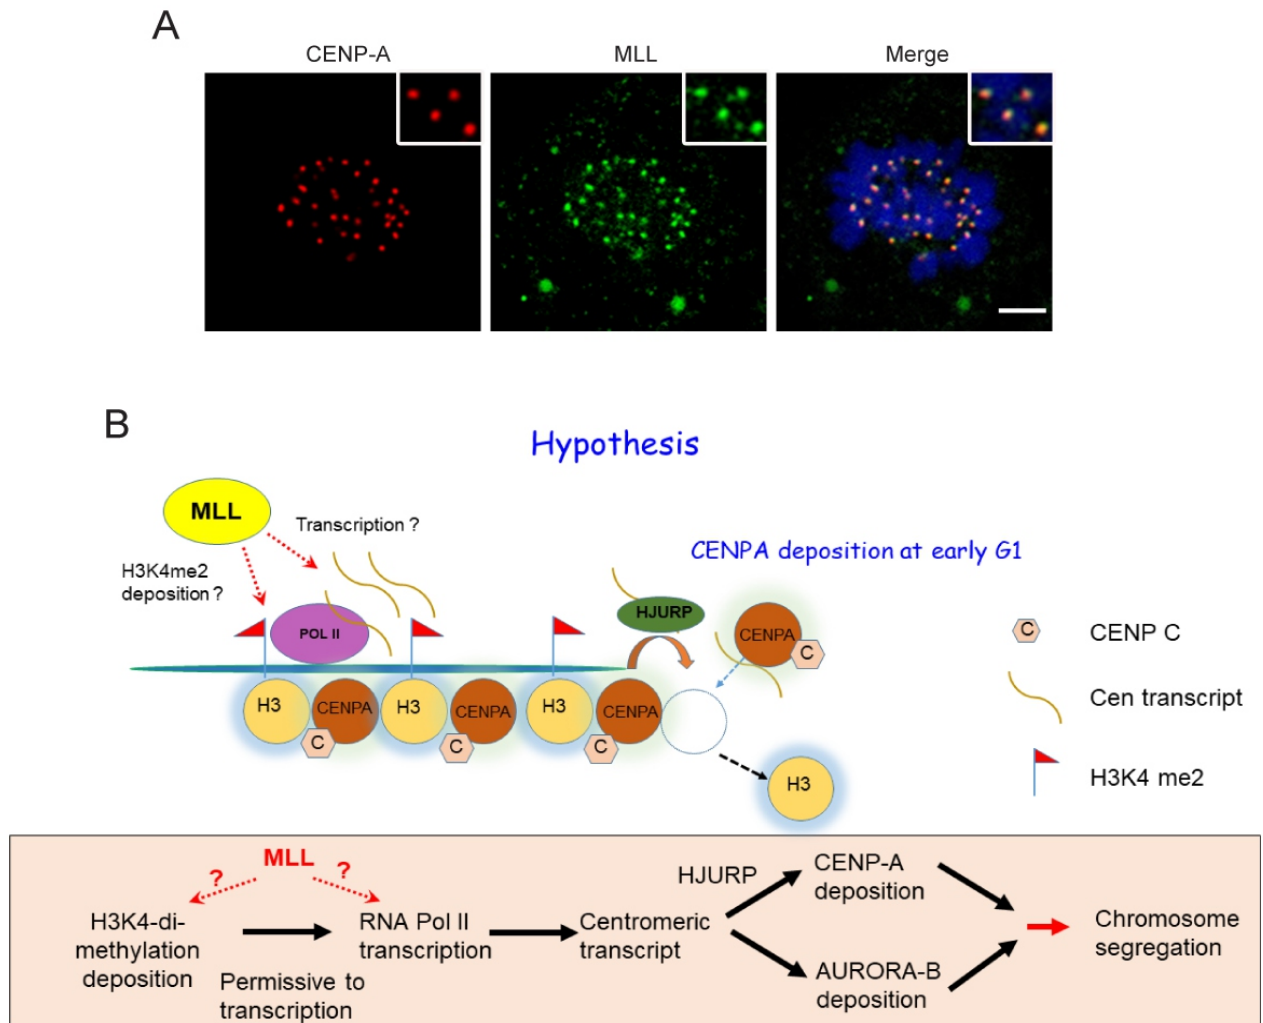 A
CENP-A
MLL
Merge
B
Hypothesis
MLL
Transcription ?
CENPA deposition at early G1
H3K4me2
deposition ?
HJURP
POL II
CENPA
C
C
CENP C
H3
CENPA
H3
CENPA
H3
CENPA
Cen transcript
C
C
C
H3
H3K4 me2
MLL
?
?
HJURP
CENP-A
deposition
H3K4-di-
methylation
deposition
RNA Pol II
transcription
Centromeric
transcript
Chromosome
segregation
Permissive to
transcription
AURORA-B
deposition